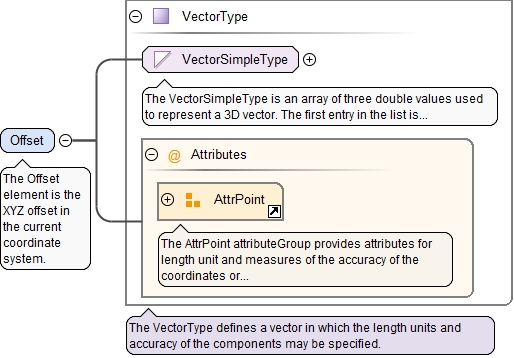 VectorType
VectorSimpleType
The VectorSimpleType is an array of three double values used
to represent a 3D vector. The first entry in the list is...
Offset
The Offset
element is the
XYZ offset in
the current
coordinate
system.
@ Attributes
AttrPoint
The AttrPoint attributeGroup provides attributes for
length unit and measures of the accuracy of the
coordinates or...
The VectorType defines a vector in which the length units and
accuracy of the components may be specified.